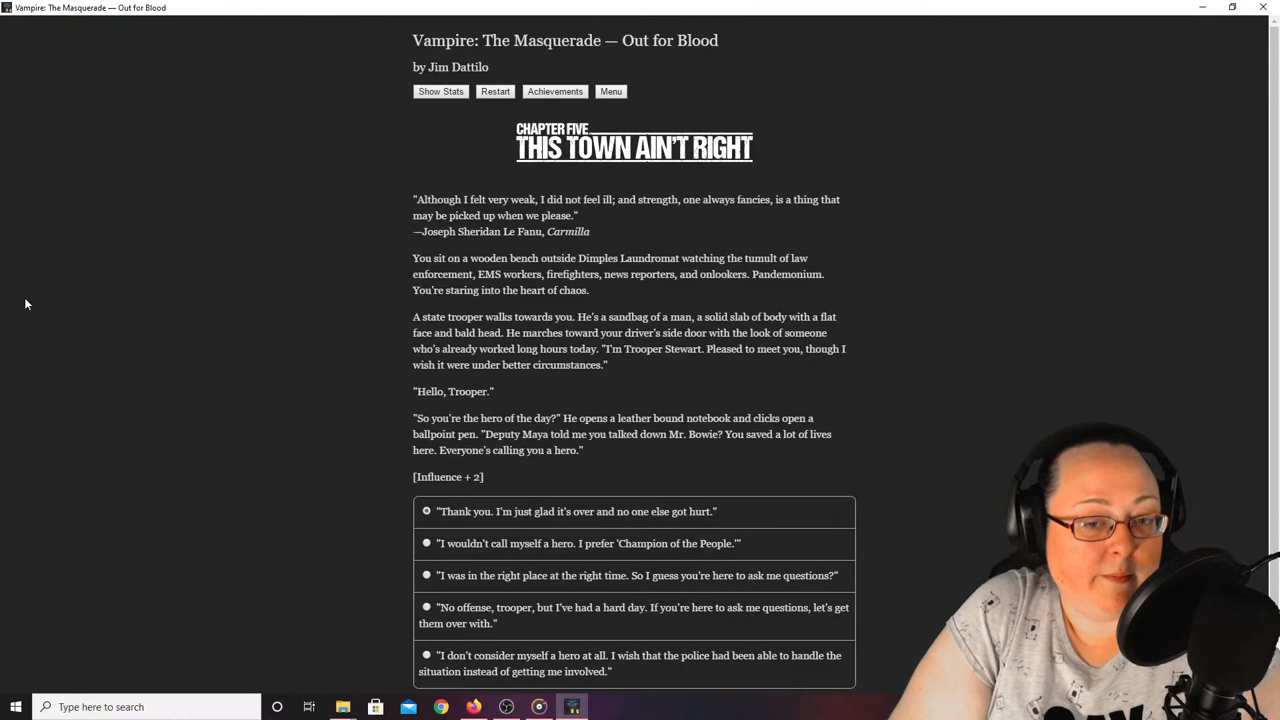 Vampire: The Masquerade — Out for Blood
Vampire: The Masquerade — Out for Blood
by Jim Dattilo
Show Stats Restart Achievements Menu
CHAPTER FIVE
THIS TOWN AIN'T RIGHT
"Although I felt very weak, I did not feel ill; and strength, one always fancies, is a thing that
may be picked up when we please."
—Joseph Sheridan Le Fanu, Carmilla
You sit on a wooden bench outside Dimples Laundromat watching the tumult of law
enforcement, EMS workers, firefighters, news reporters, and onlookers. Pandemonium.
You're staring into the heart of chaos.
A state trooper walks towards you. He's a sandbag of a man, a solid slab of body with a flat
face and bald head. He marches toward your driver's side door with the look of someone
who's already worked long hours today. "I'm Trooper Stewart. Pleased to meet you, though I
wish it were under better circumstances."
"Hello, Trooper."
"So you're the hero of the day?" He opens a leather bound notebook and clicks open a
ballpoint pen. "Deputy Maya told me you talked down Mr. Bowie? You saved a lot of lives
here. Everyone's calling you a hero."
[Influence + 2]
"Thank you. I'm just glad it's over and no one else got hurt."
"I wouldn't call myself a hero. I prefer 'Champion of the People.'"
"I was in the right place at the right time. So I guess you're here to ask me questions?"
"No offense, trooper, but I've had a hard day. If you're here to ask me questions, let's get
them over with."
"I don't consider myself a hero at all. I wish that the police had been able to handle the
situation instead of getting me involved."
Type here to search